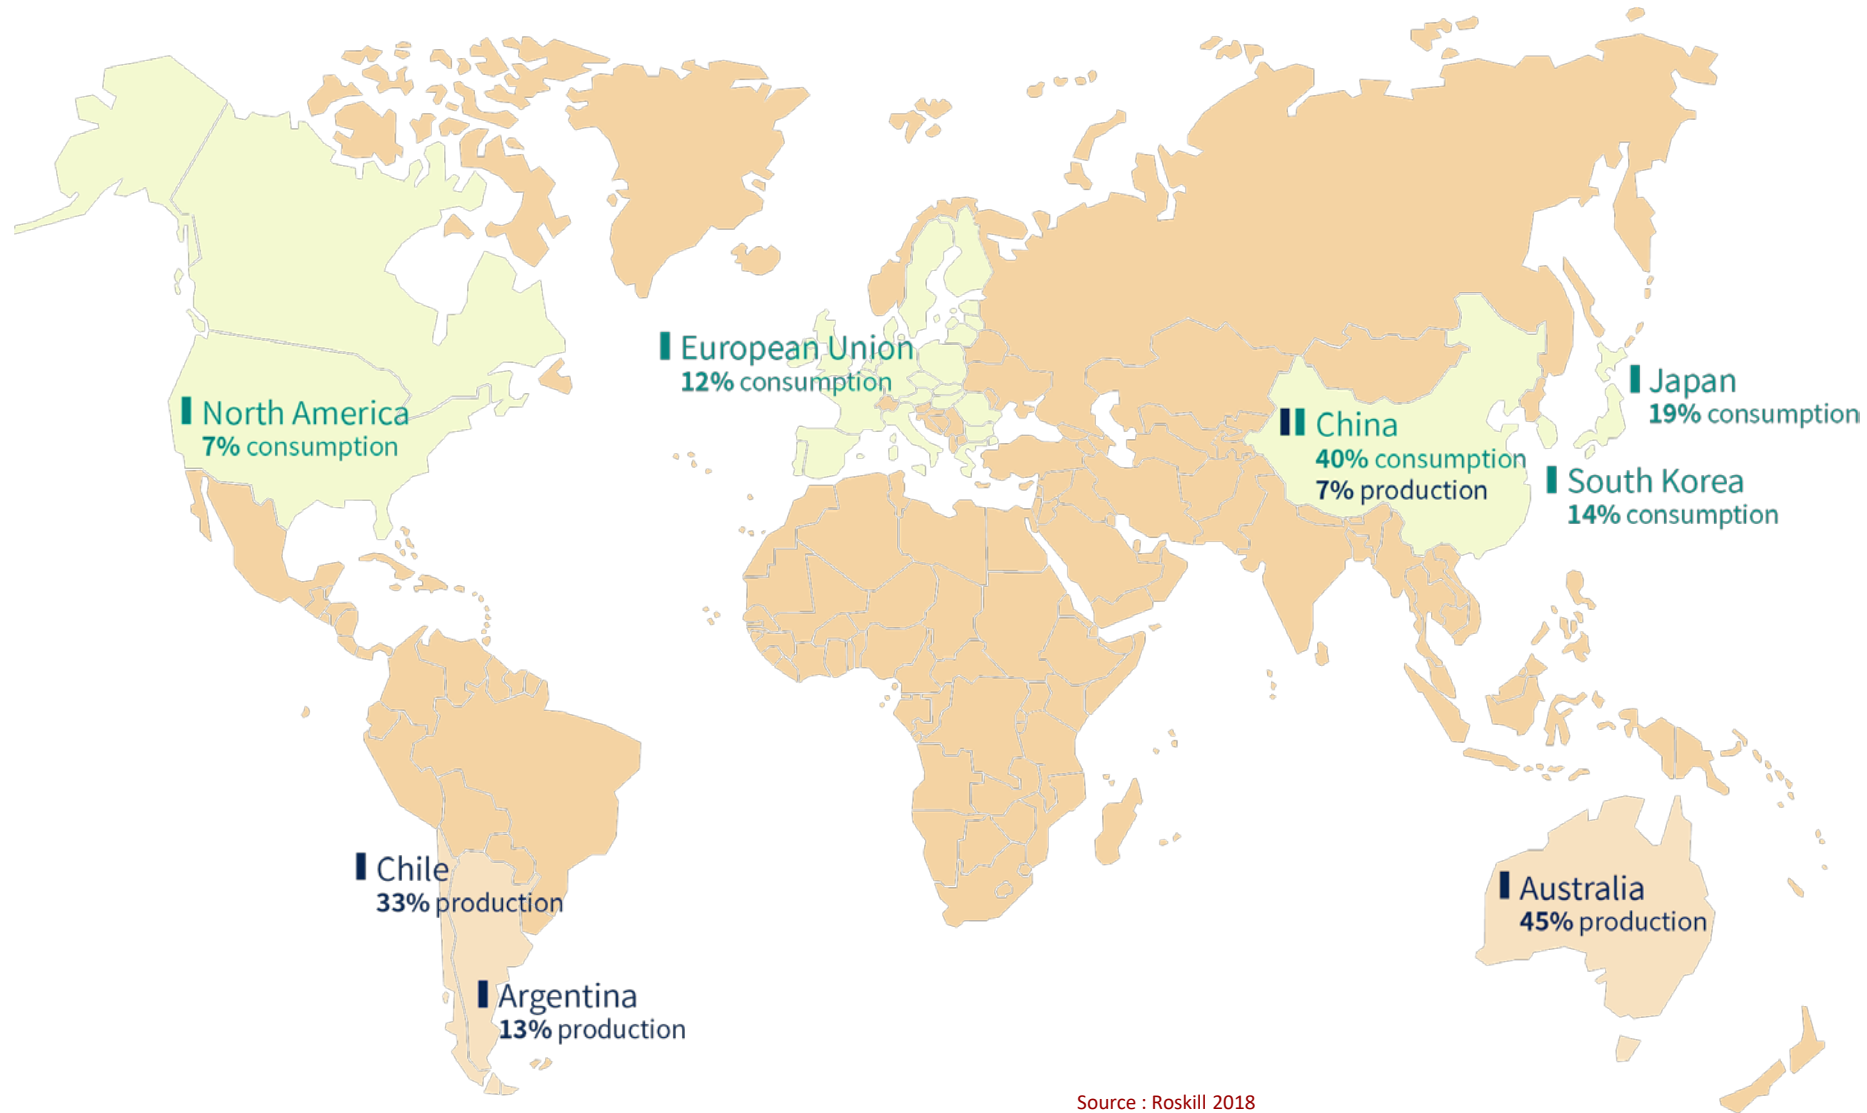 European Union
12% consumption
North America
7% consumption
Japan
19% consumption
China
40% consumption
7% production
South Korea
14% consumption
Chile
33% production
Australia
45% production
Argentina
13% production
Source : Roskill 2018